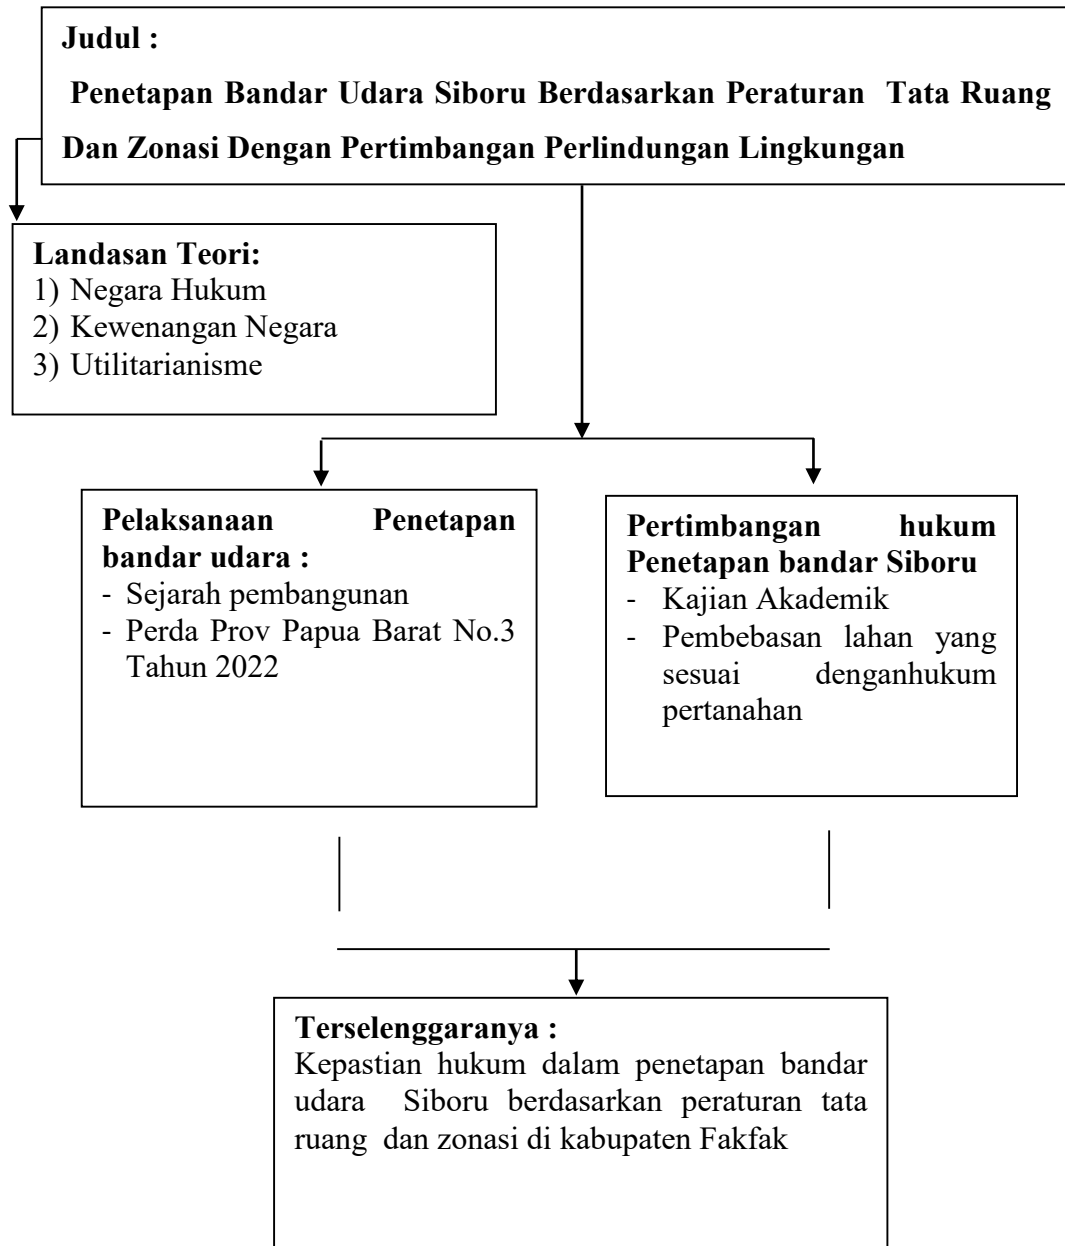 Judul :
Penetapan Bandar Udara Siboru Berdasarkan Peraturan Tata Ruang
Dan Zonasi Dengan Pertimbangan Perlindungan Lingkungan
Landasan Teori:
1) Negara Hukum
2) Kewenangan Negara
3) Utilitarianisme
Pelaksanaan Penetapan
bandar udara :
- Sejarah pembangunan
- Perda Prov Papua Barat No.3
Tahun 2022
Pertimbangan hukum
Penetapan bandar Siboru
- Kajian Akademik
- Pembebasan lahan yang
sesuai denganhukum
pertanahan
Terselenggaranya :
Kepastian hukum dalam penetapan bandar
udara Siboru berdasarkan peraturan tata
ruang dan zonasi di kabupaten Fakfak